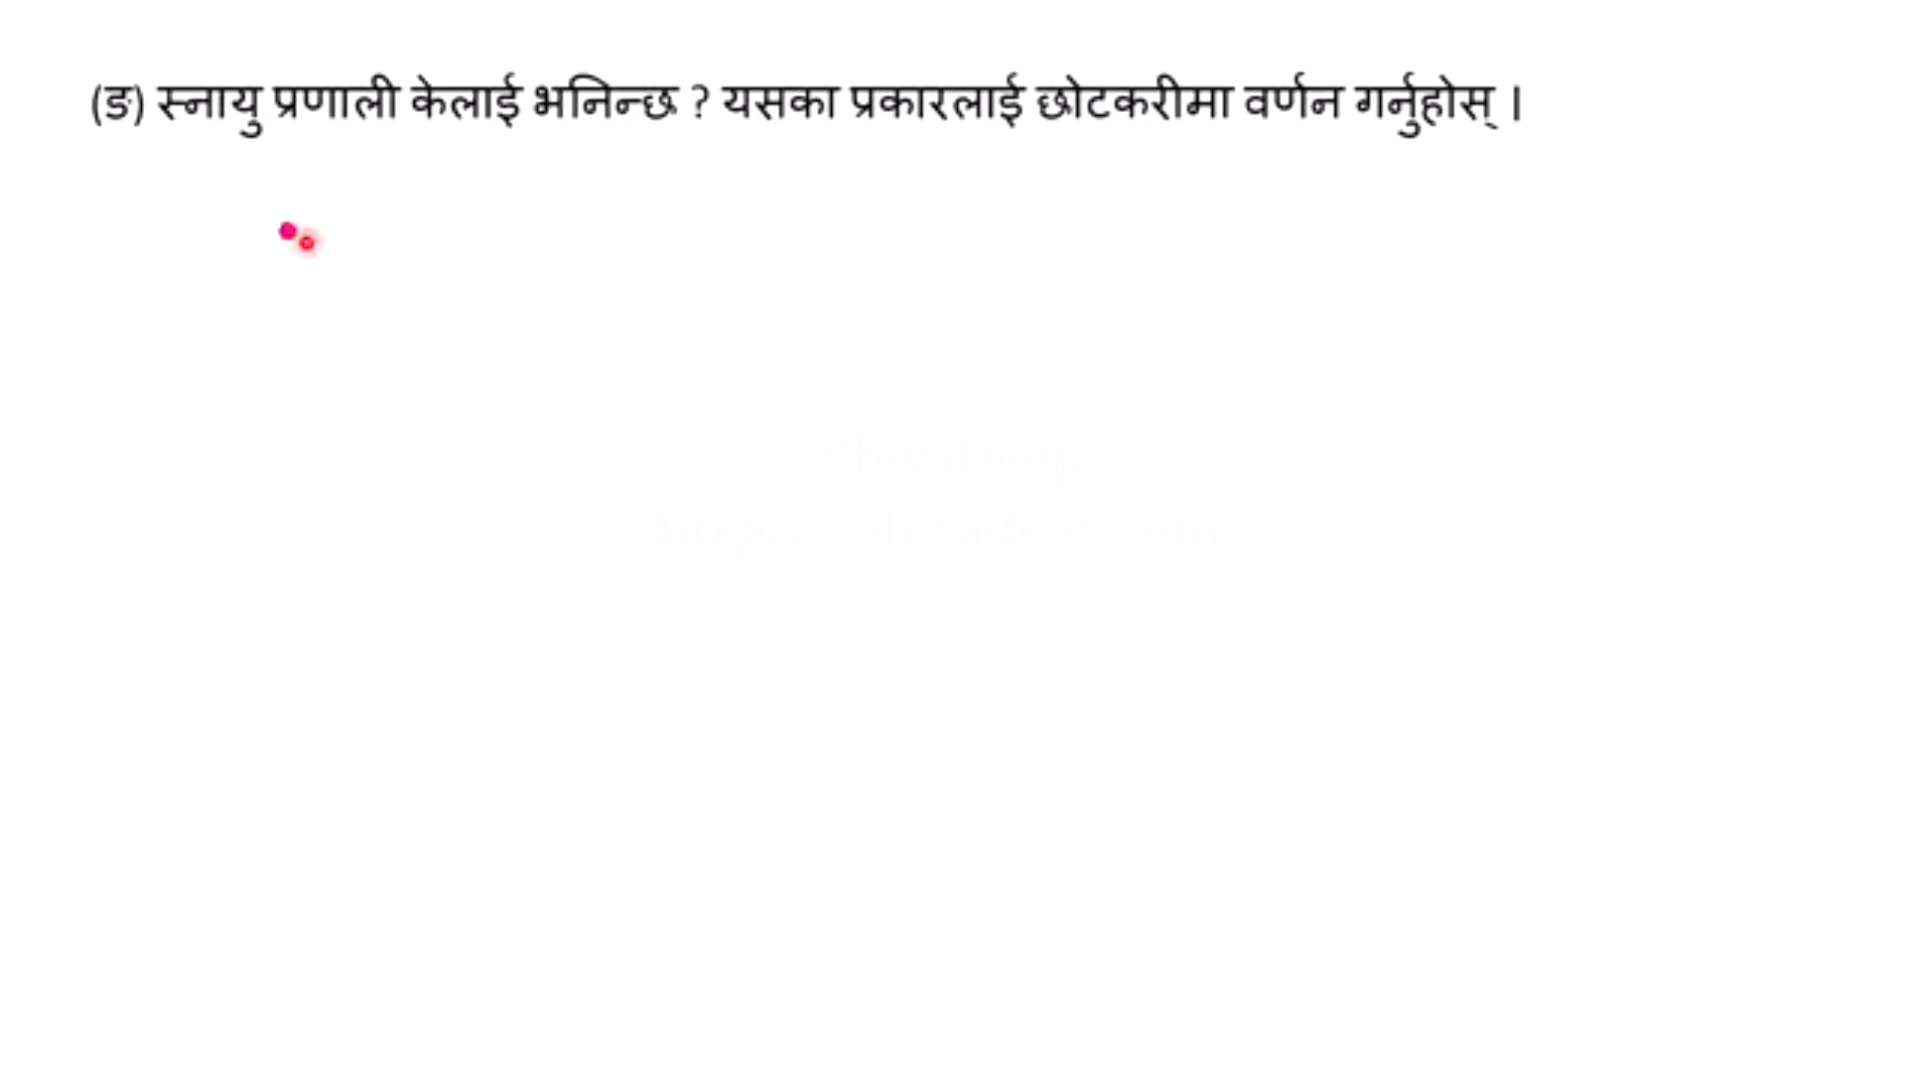 (ङ) स्नायु प्रणाली केलाई भनिन्छ ? यसका प्रकारलाई छोटकरीमा वर्णन गर्नुहोस् ।